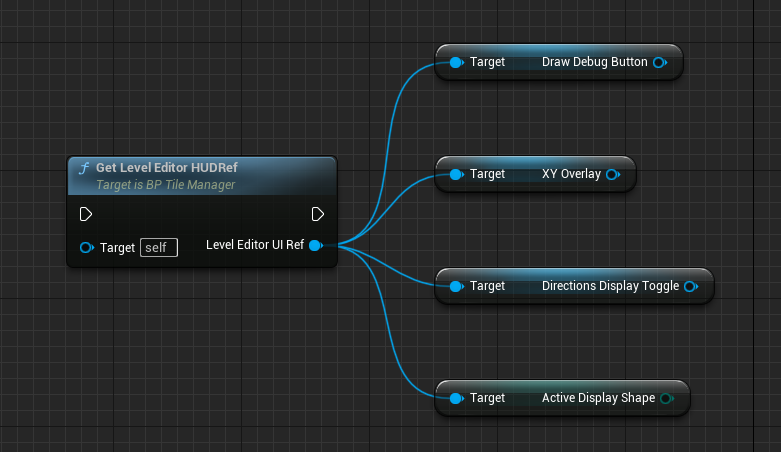 Target Draw Debug Button
f Get Level Editor HUDRef
Target is BP Tile Manager
Target XY Overlay
Target self Level Editor UI Ref
Target Directions Display Toggle
Target Active Display Shape